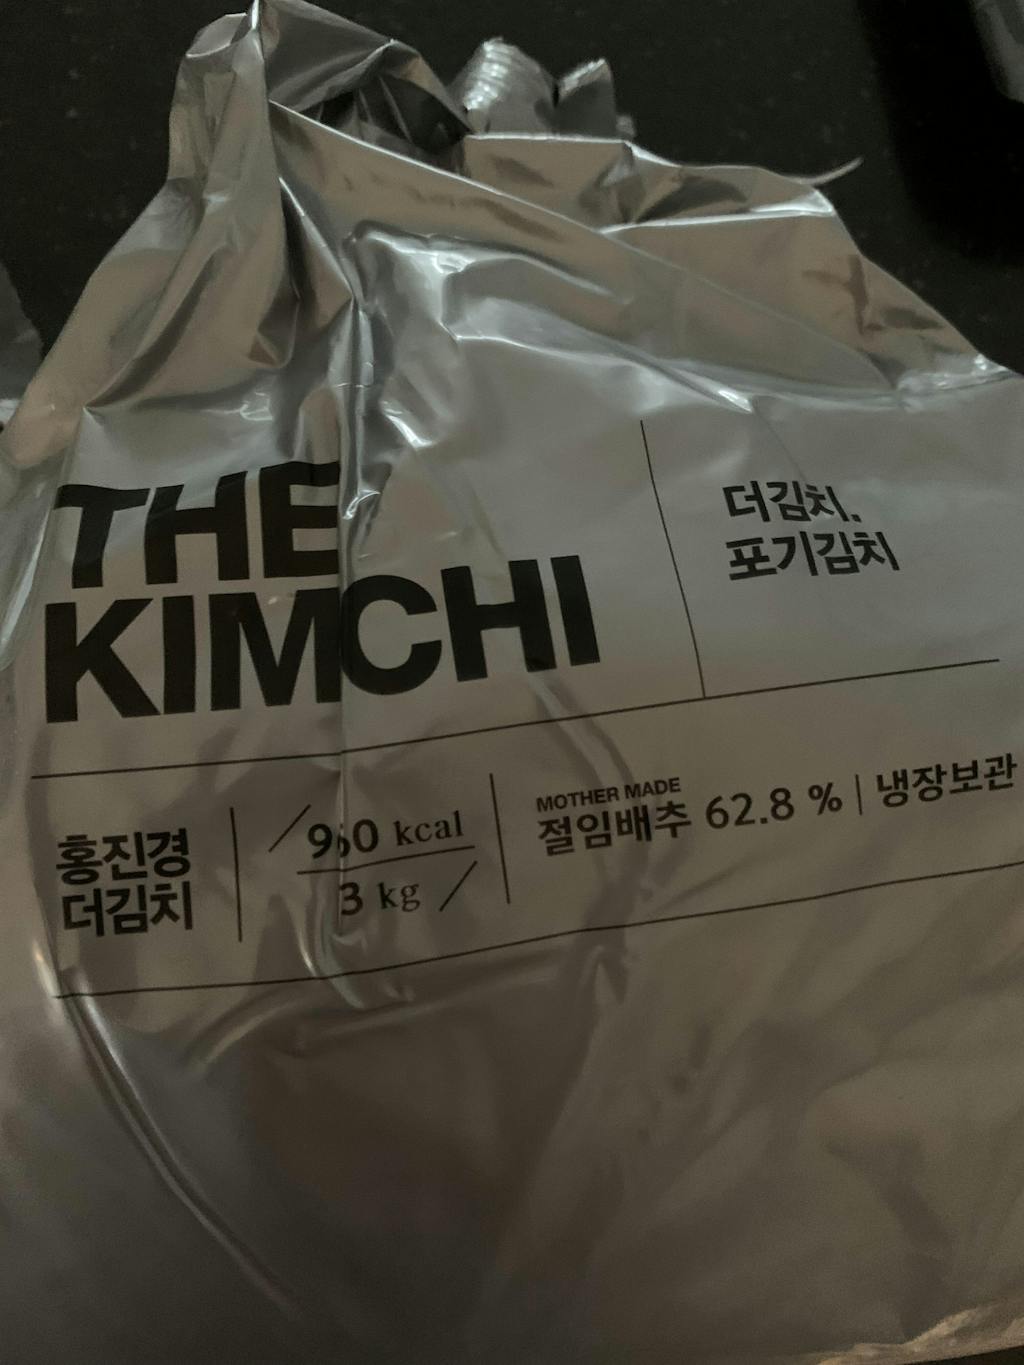 THE
KIMCHI
더김치.
포기김치
홍진경
더김치
kcal
3 kg
MOTHER MADE
절임배추 62.8 % | 냉장보관